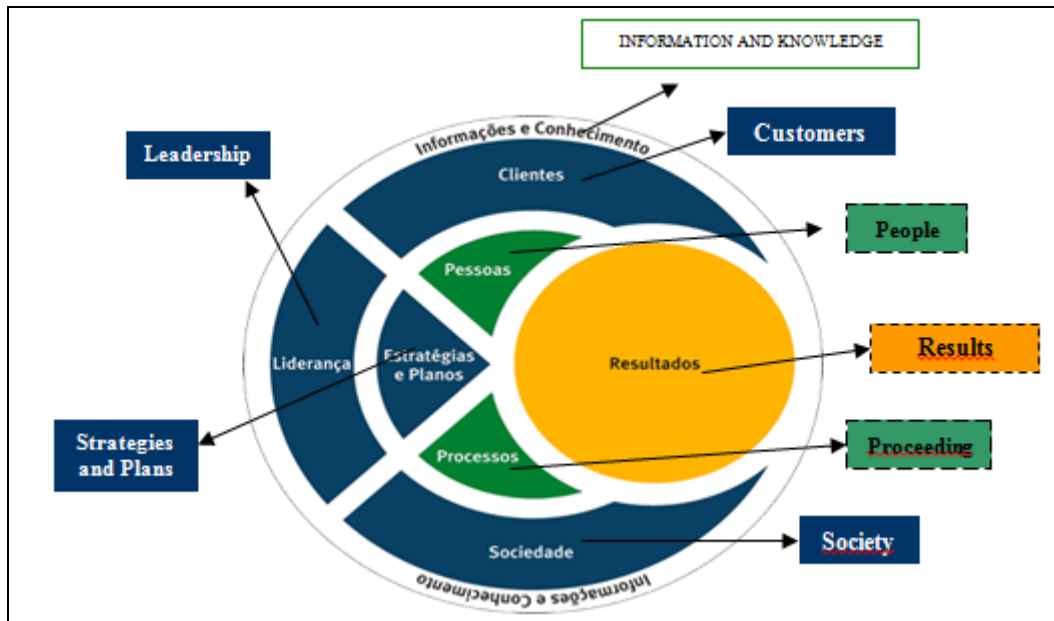 INFORMATION AND KNOWLEDGE
Informações e Conhecimento
Customers
Leadership
Clientes
People
Pessoas
Liderança
Estratégias
e Planos
Resultados
Results
Strategies
and Plans
Processos
Proceeding
Society
Sociedade
Informações e Conhecimento